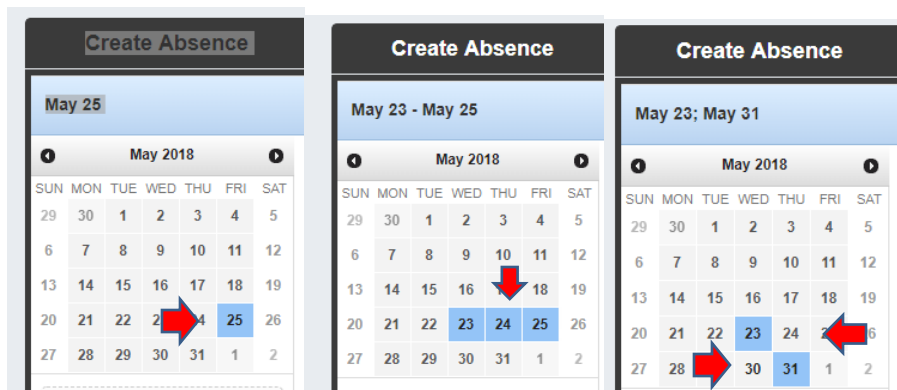 Create Absence
May 25
May 2018
SUN MON TUE WED THU FRI SAT
29 30 1 2 3 4 5
6 7 8 9 10 11 12
13 14 15 16 17 18 19
20 21 22 25 26
27 28 29 30 31 1 2
Create Absence
May 23 - May 25
May 2018
SUN MON TUE WED THU FRI SAT
29 30 1 2 3 4 5
6 7 8 9 10 11 12
13 14 15 16 18 19
20 21 22 23 24 25 26
27 28 29 30 31 1 2
Create Absence
May 23; May 31
May 2018
SUN MON TUE WED THU FRI SAT
29 30 1 2 3 4 5
6 7 8 9 10 11 12
13 14 15 16 17 18 19
20 21 22 23 24
27 28 30 31 1 2